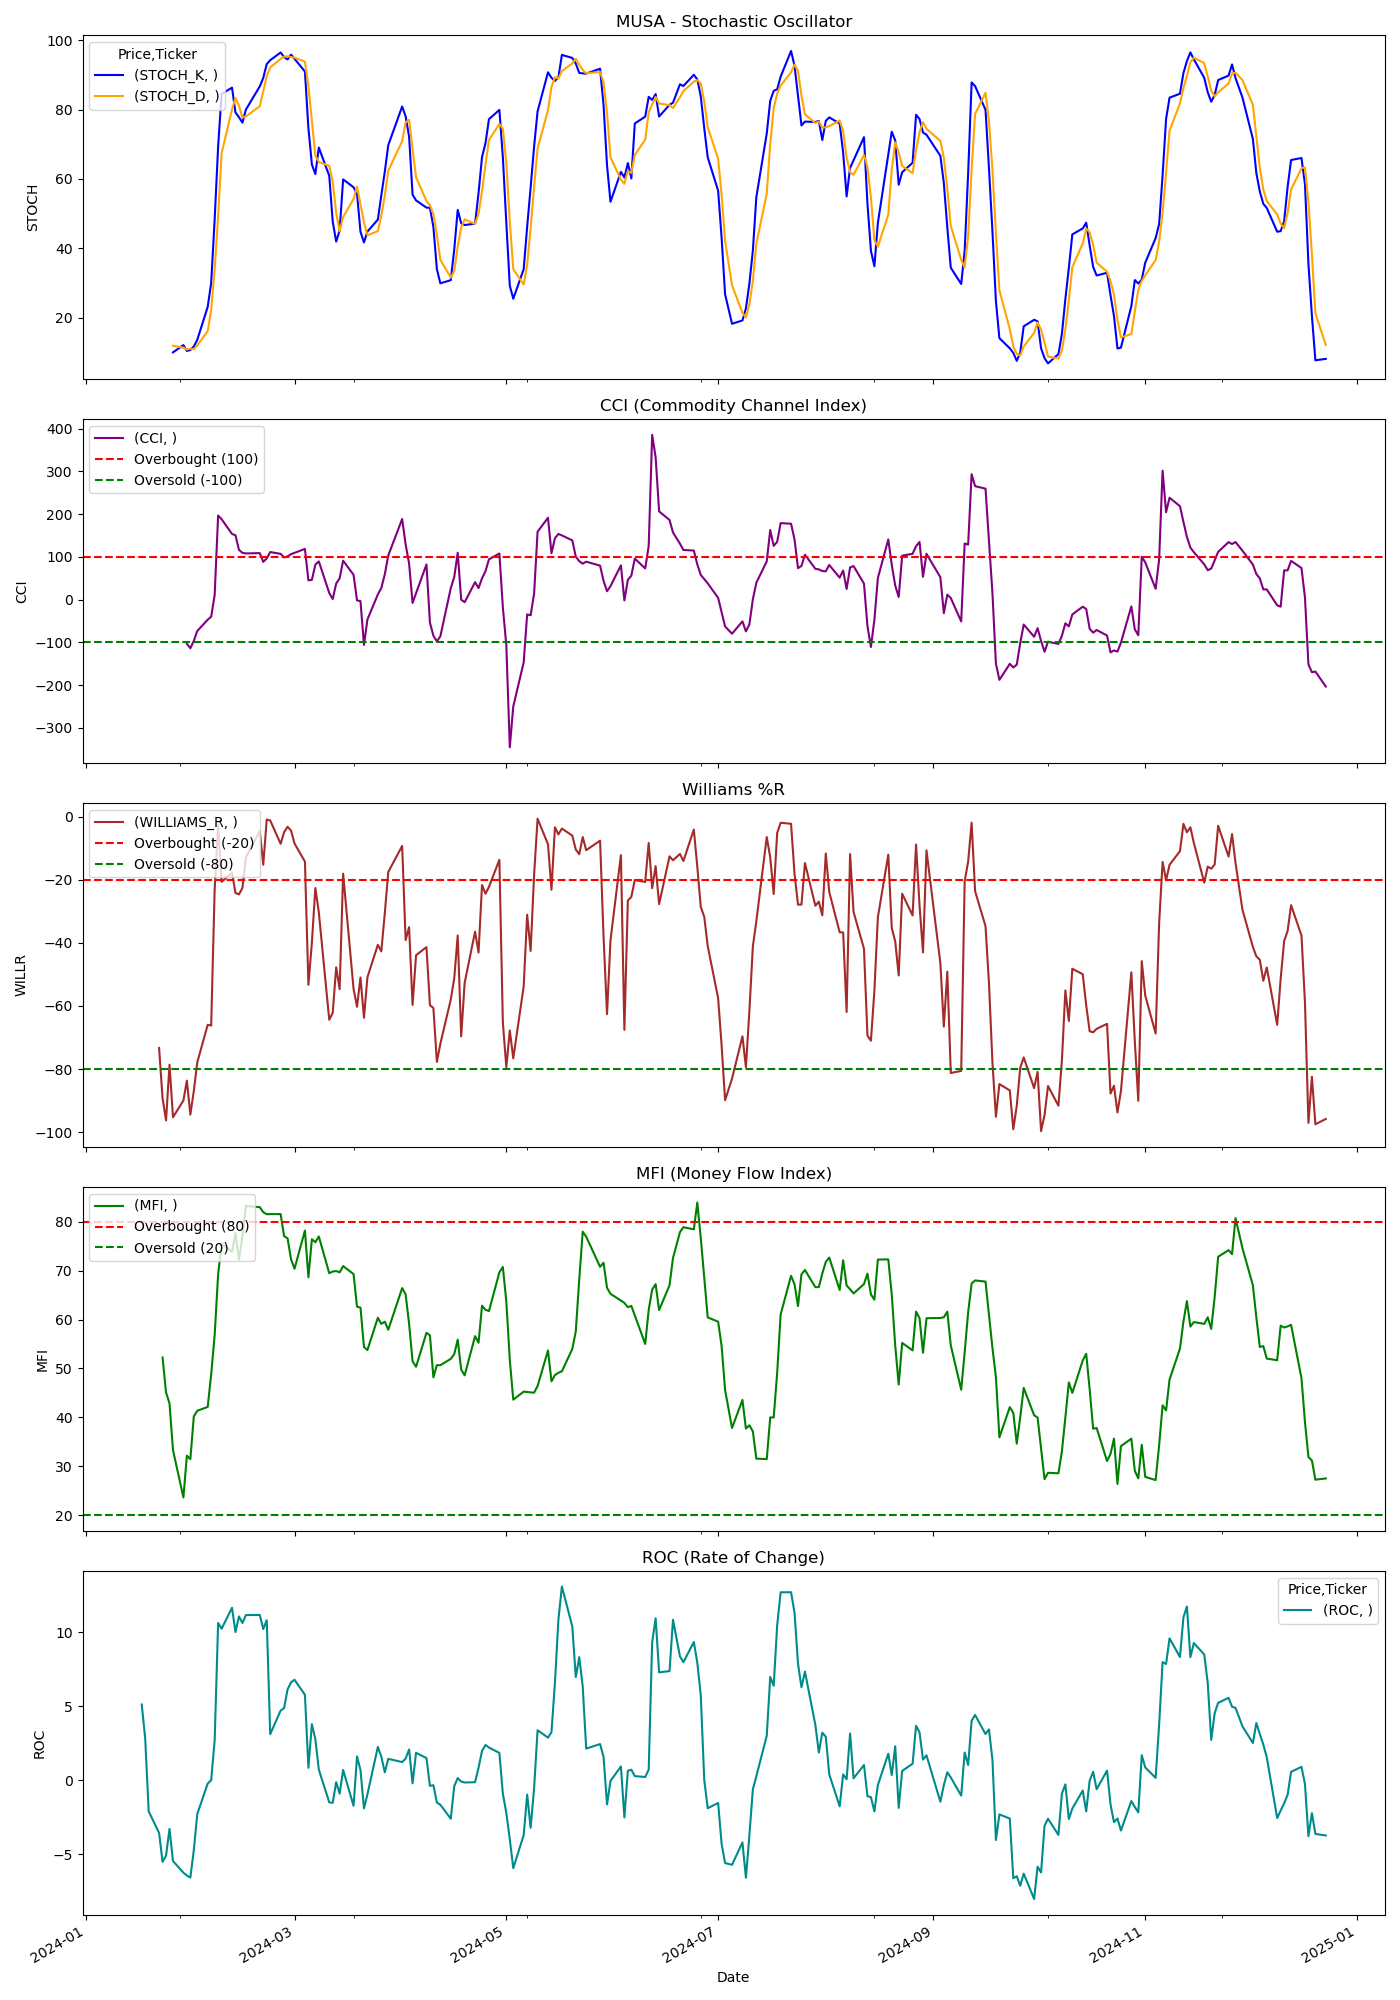 MUSA - Stochastic Oscillator
Price,Ticker
(STOCH_K, )
(STOCH_D, )
100
80
60
40
20
STOCH
CCI (Commodity Channel Index)
(CCI, )
Overbought (100)
Oversold (-100)
400
300
200
100
0
−100
−200
−300
CCI
Williams %R
(WILLIAMS_R, )
Overbought (-20)
Oversold (-80)
0
−20
−40
−60
−80
−100
WILLR
MFI (Money Flow Index)
(MFI, )
Overbought (80)
Oversold (20)
80
70
60
50
40
30
20
MFI
ROC (Rate of Change)
Price,Ticker
(ROC, )
10
5
0
−5
ROC
2024-01 2024-03 2024-05 2024-07 2024-09 2024-11 2025-01
Date